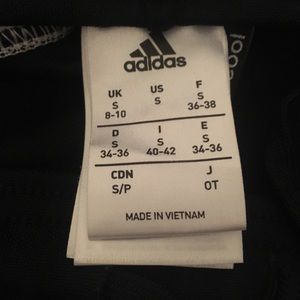 adidas
UK US F
S S S
8-10 36-38
D I E
S S S
34-36 40-42 34-36
CDN J
S/P OT
MADE IN VIETNAM